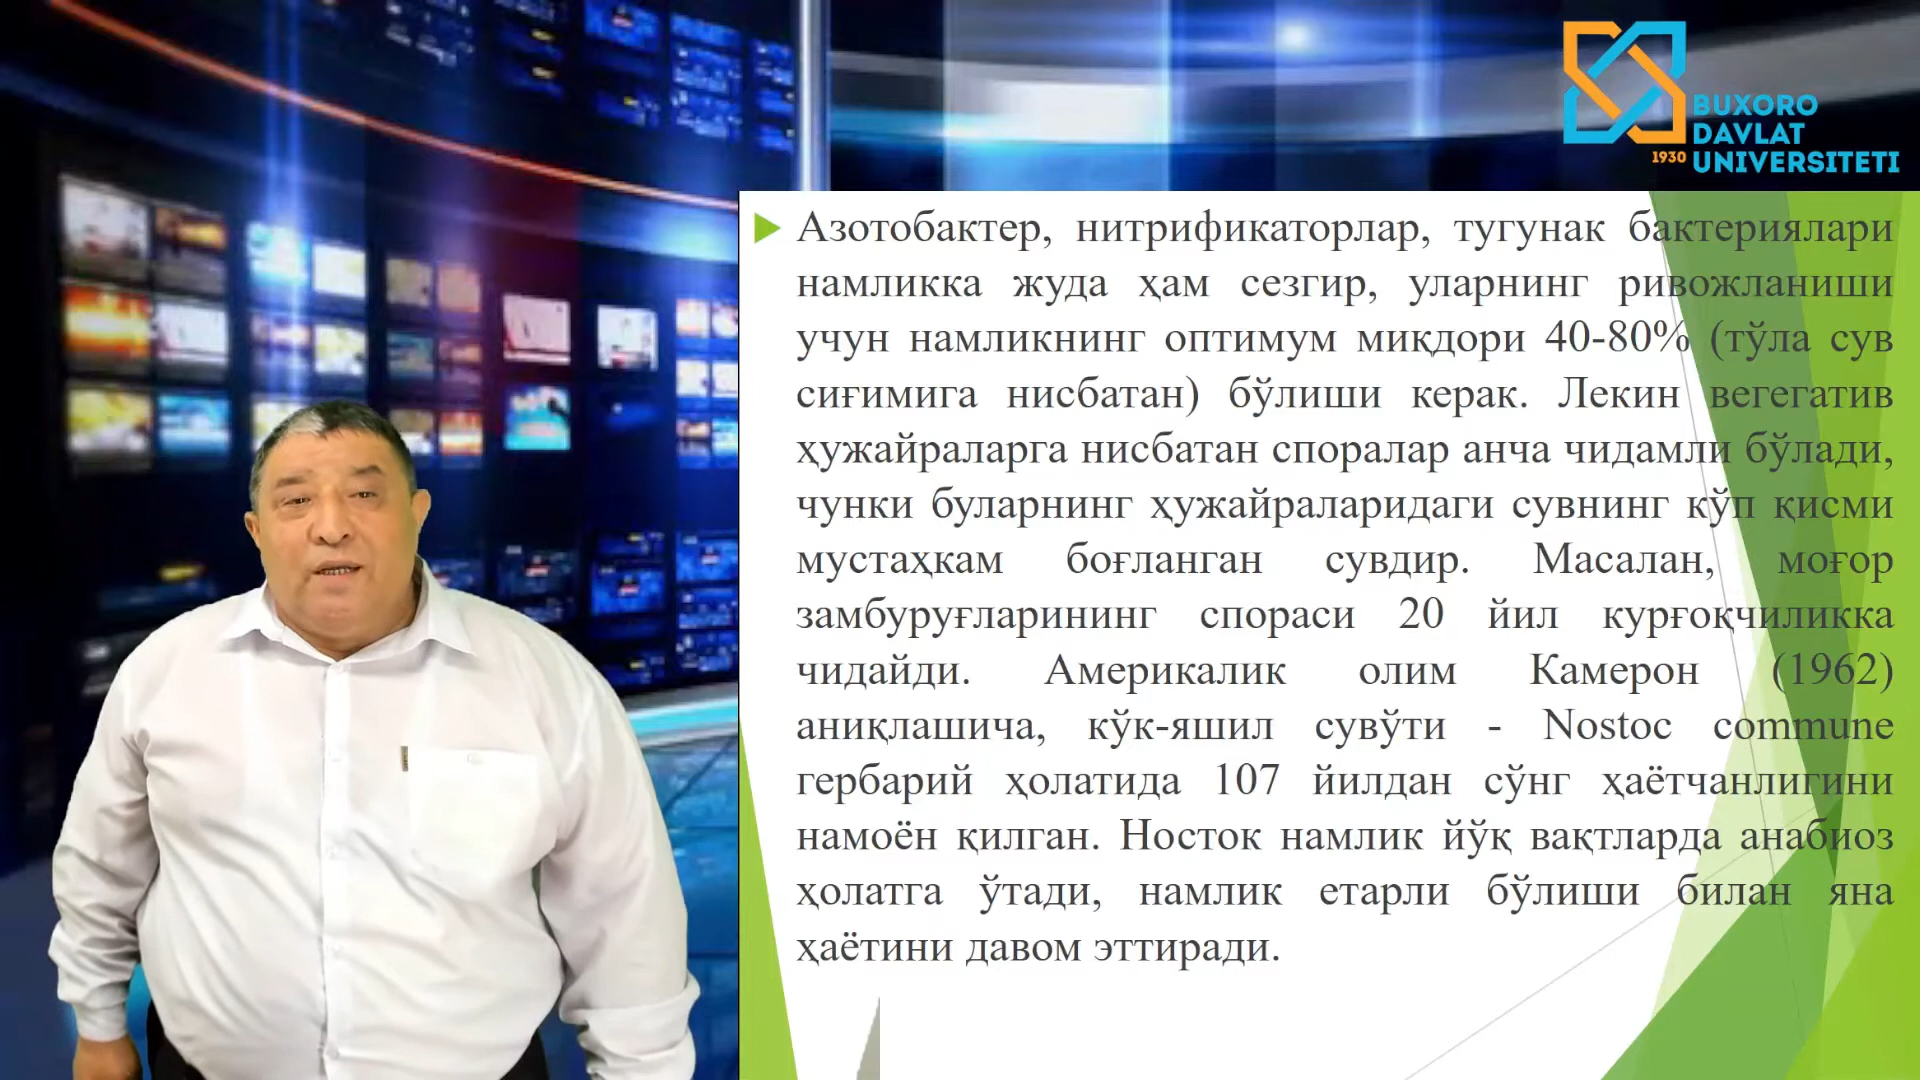 BUXORO
DAVLAT
1930 UNIVERSITETI
Азотобактер, нитрификаторлар, тугунак бактериялари
намликка жуда ҳам сезгир, уларнинг ривожланиши
учун намликнинг оптимум миқдори 40-80% (тўла сув
сиғимига нисбатан) бўлиши керак. Лекин вегегатив
ҳужайраларга нисбатан споралар анча чидамли бўлади,
чунки буларнинг ҳужайраларидаги сувнинг кўп қисми
мустаҳкам боғланган сувдир. Масалан, моғор
замбуруғларининг спораси 20 йил курғоқчиликка
чидайди. Америкалик олим Камерон (1962)
аниқлашича, кўк-яшил сувўти - Nostoc commune
гербарий ҳолатида 107 йилдан сўнг ҳаётчанлигини
намоён қилган. Носток намлик йўқ вақтларда анабиоз
ҳолатга ўтади, намлик етарли бўлиши билан яна
ҳаётини давом эттиради.